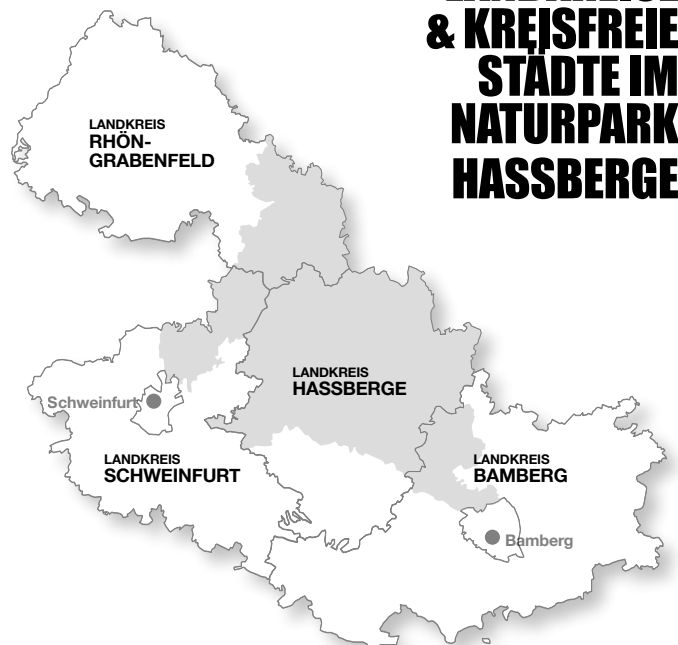 & KREISFREIE
STÄDTE IM
NATURPARK
HASSBERGE
LANDKREIS
RHÖN-
GRABENFELD
LANDKREIS
HASSBERGE
Schweinfurt
LANDKREIS
SCHWEINFURT
LANDKREIS
BAMBERG
Bamberg